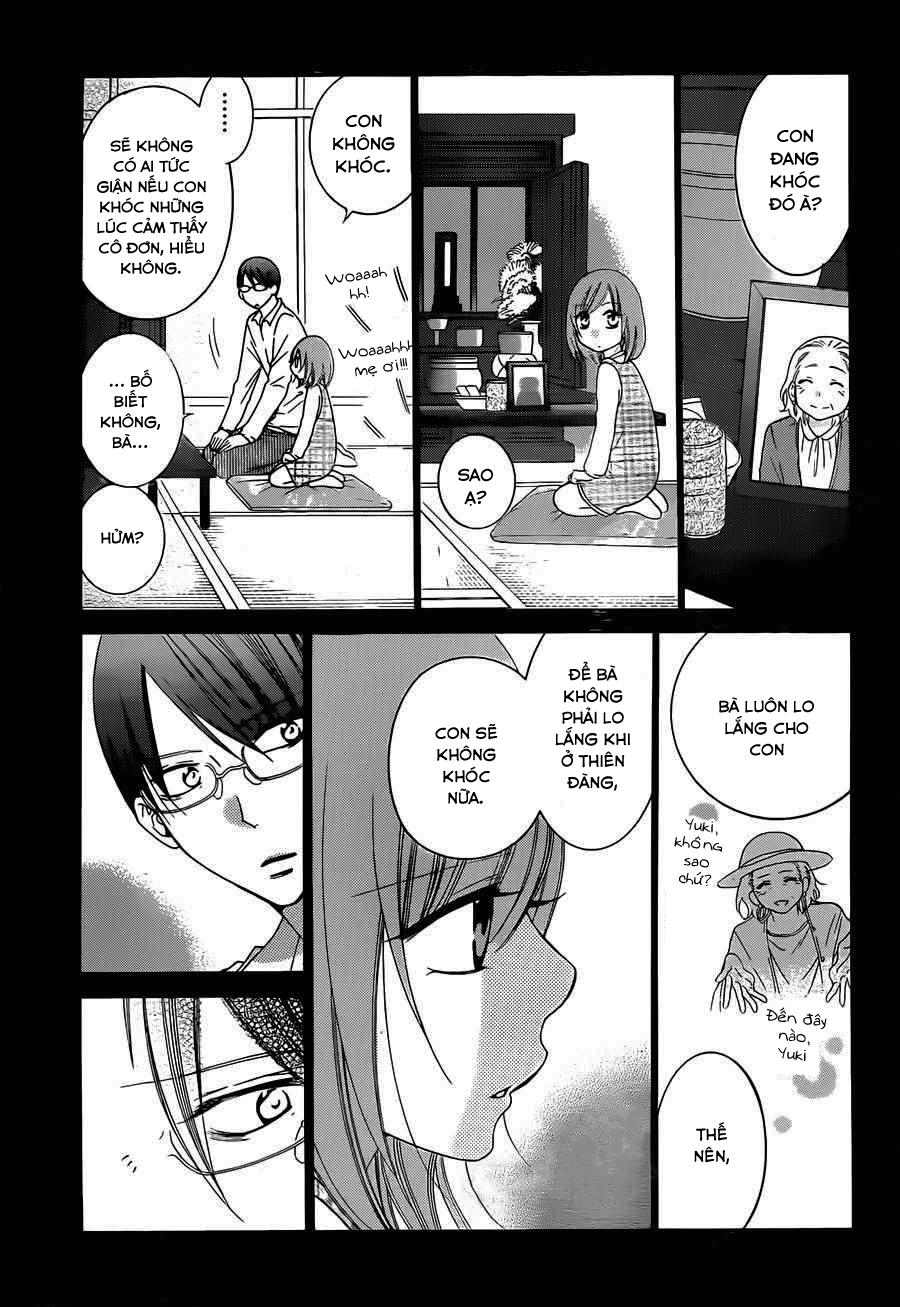 CON
ĐANG
KHÓC
ĐÓ À?
SAO
Ạ?
CON
KHÔNG
KHÓC.
Woaaah
hh!
Woaaahhh
mẹ ơi!!!
......
SẼ KHÔNG
CÓ AI TỨC
GIẬN NẾU CON
KHÓC NHỮNG
LÚC CẢM THẤY
CÔ ĐƠN, HIỂU
KHÔNG.
... BỐ
BIẾT
KHÔNG,
BÀ...
HỬM?
BÀ LUÔN LO
LẮNG CHO
CON
Yuki,
không
sao
chứ?
Đến đây
nào,
Yuki
THẾ
NÊN,
ĐỂ BÀ
KHÔNG
PHẢI LO
LẮNG KHI
Ở THIÊN
ĐÀNG,
CON SẼ
KHÔNG
KHÓC
NỮA.